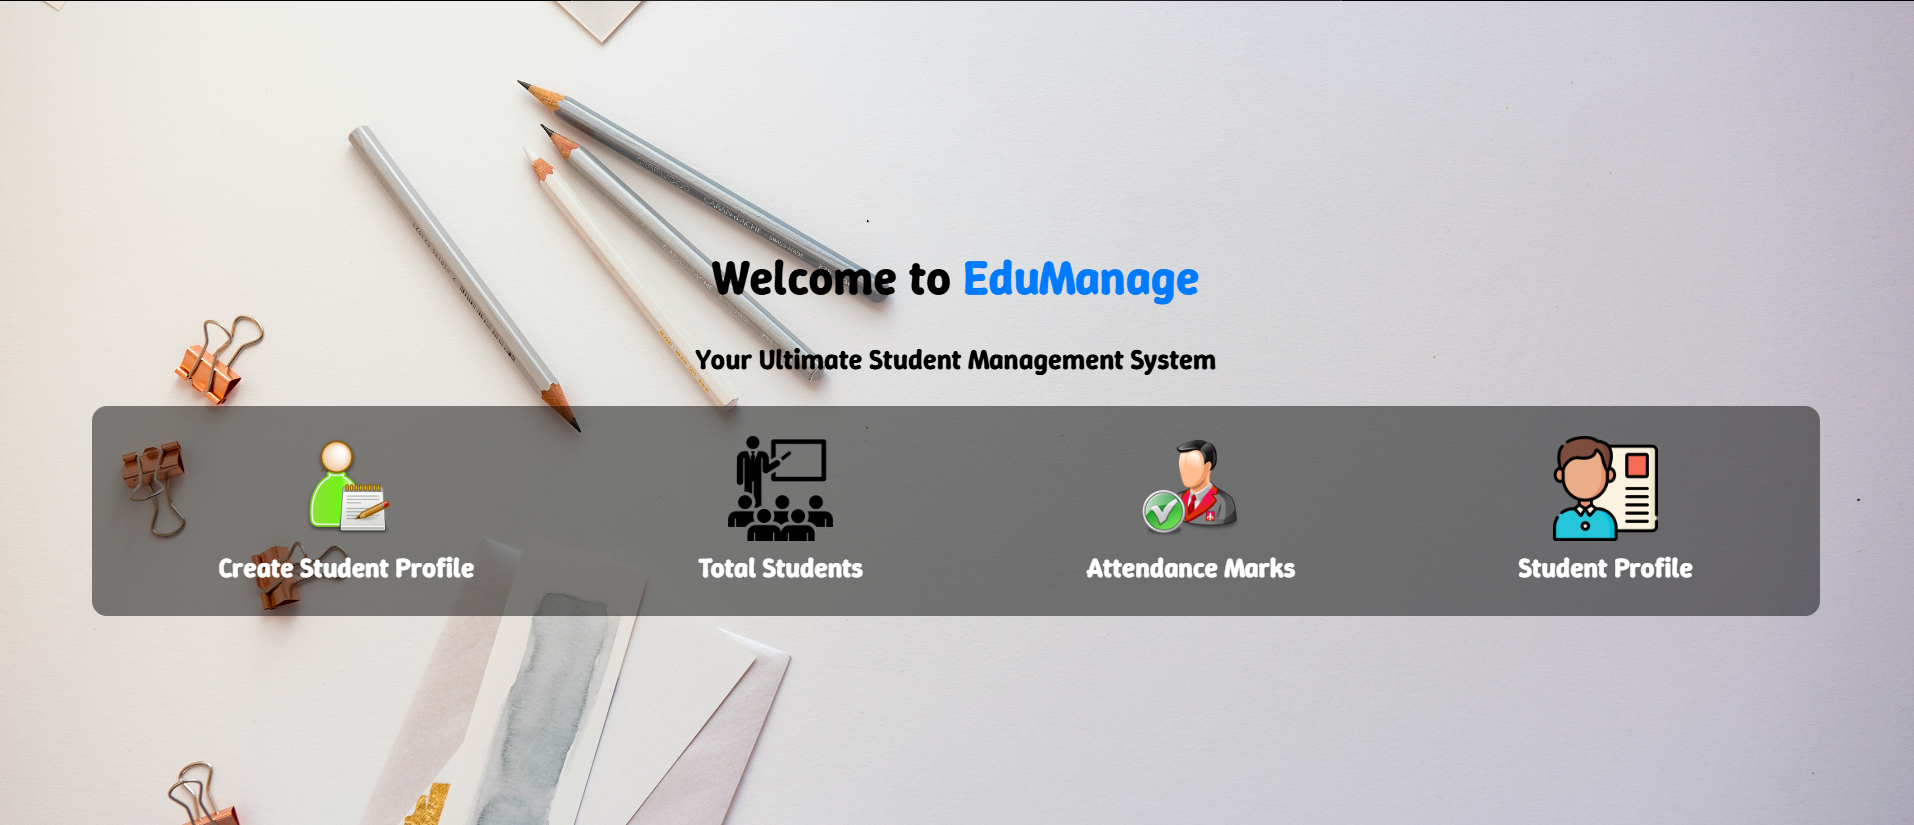 Welcome to EduManage
Your Ultimate Student Management System
Create Student Profile
Total Students
Attendance Marks
Student Profile